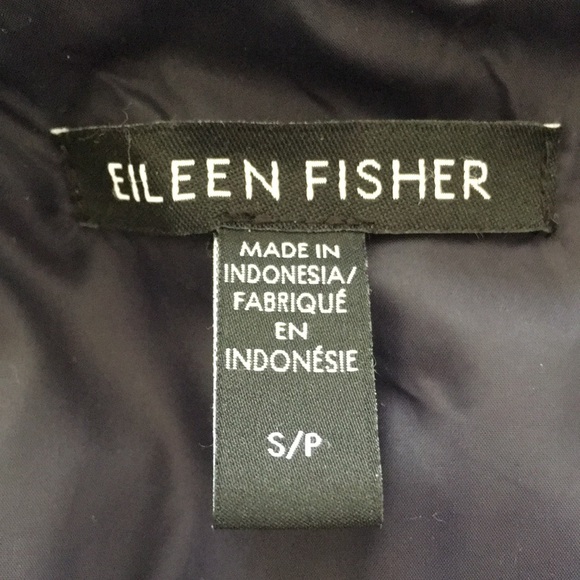 EILEEN FISHER
MADE IN
INDONESIA/
FABRIQUÉ
EN
INDONÉSIE
S/P